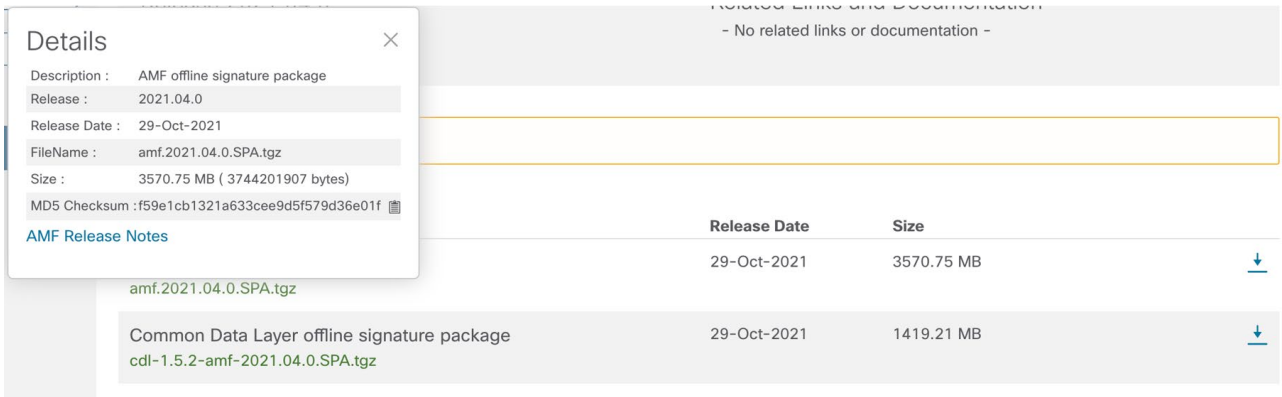 Related Links and Documentation
- No related links or documentation -
Details
Description : AMF offline signature package
Release : 2021.04.0
Release Date : 29-Oct-2021
FileName : amf.2021.04.0.SPA.tgz
Size : 3570.75 MB ( 3744201907 bytes)
MD5 Checksum :f59e1cb1321a633cee9d5f579d36e01f
AMF Release Notes
Release Date Size
29-Oct-2021 3570.75 MB
amf.2021.04.0.SPA.tgz
Common Data Layer offline signature package 29-Oct-2021 1419.21 MB
cdl-1.5.2-amf-2021.04.0.SPA.tgz